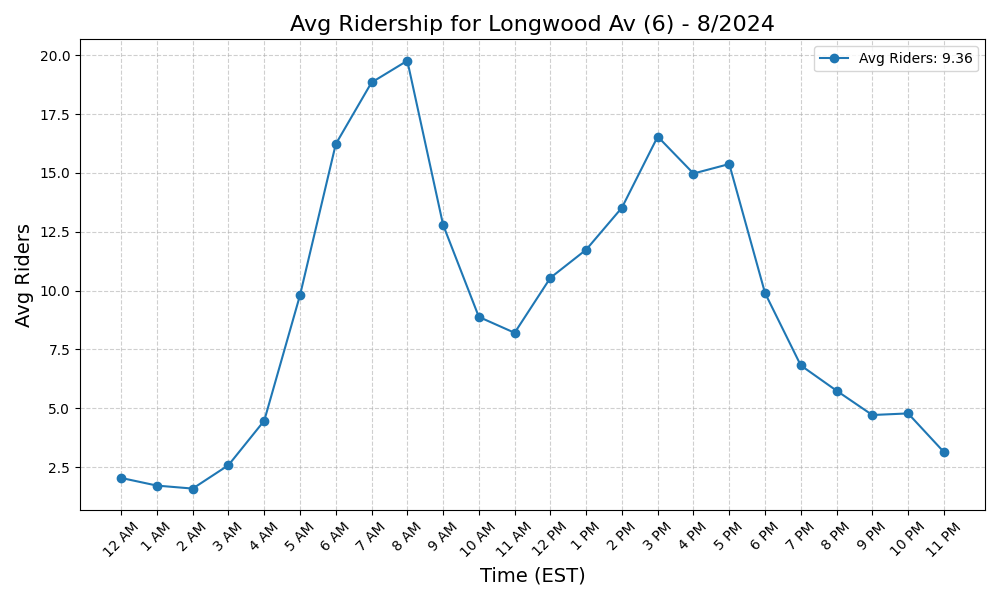 Avg Ridership for Longwood Av (6) - 8/2024
Avg Riders: 9.36
Avg Riders
20.0
17.5
15.0
12.5
10.0
7.5
5.0
2.5
12 AM
1 AM
2 AM
3 AM
4 AM
5 AM
6 AM
7 AM
8 AM
9 AM
10 AM
11 AM
12 PM
1 PM
2 PM
3 PM
4 PM
5 PM
6 PM
7 PM
8 PM
9 PM
10 PM
11 PM
Time (EST)